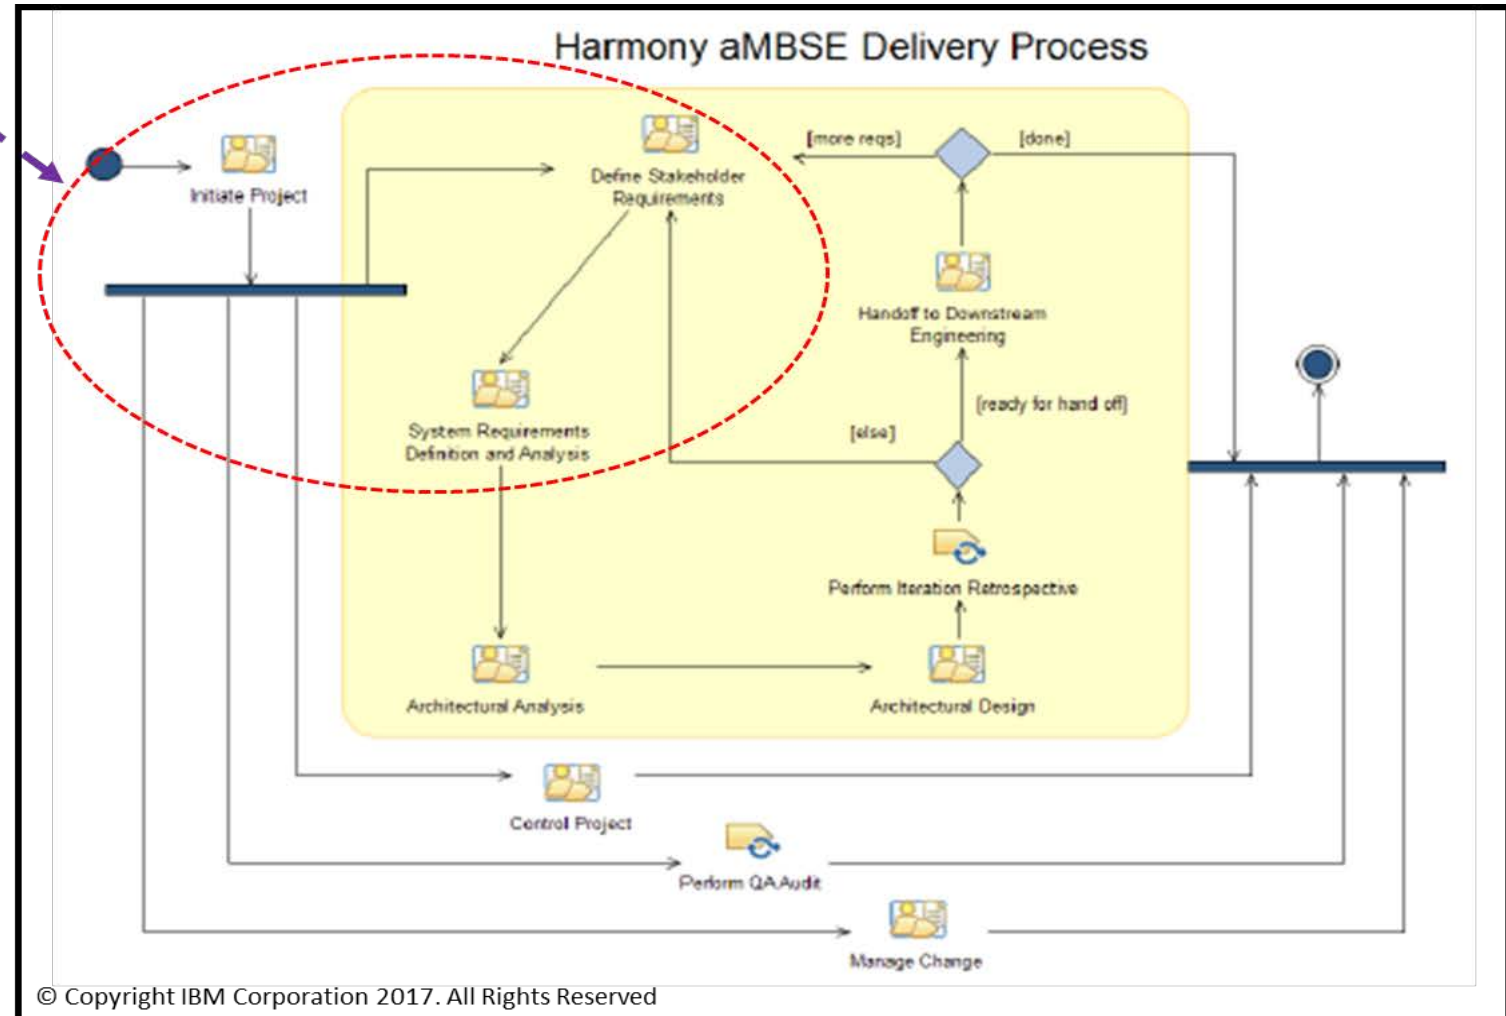 Harmony aMBSE Delivery Process
Initiate Project
Define Stakeholder
Requirements
[more reqs]
[done]
Handoff to Downstream
Engineering
[ready for hand off]
[else]
System Requirements
Definition and Analysis
Perform Iteration Retrospective
Architectural Analysis
Architectural Design
Control Project
Perform QA Audit
Manage Change
© Copyright IBM Corporation 2017. All Rights Reserved